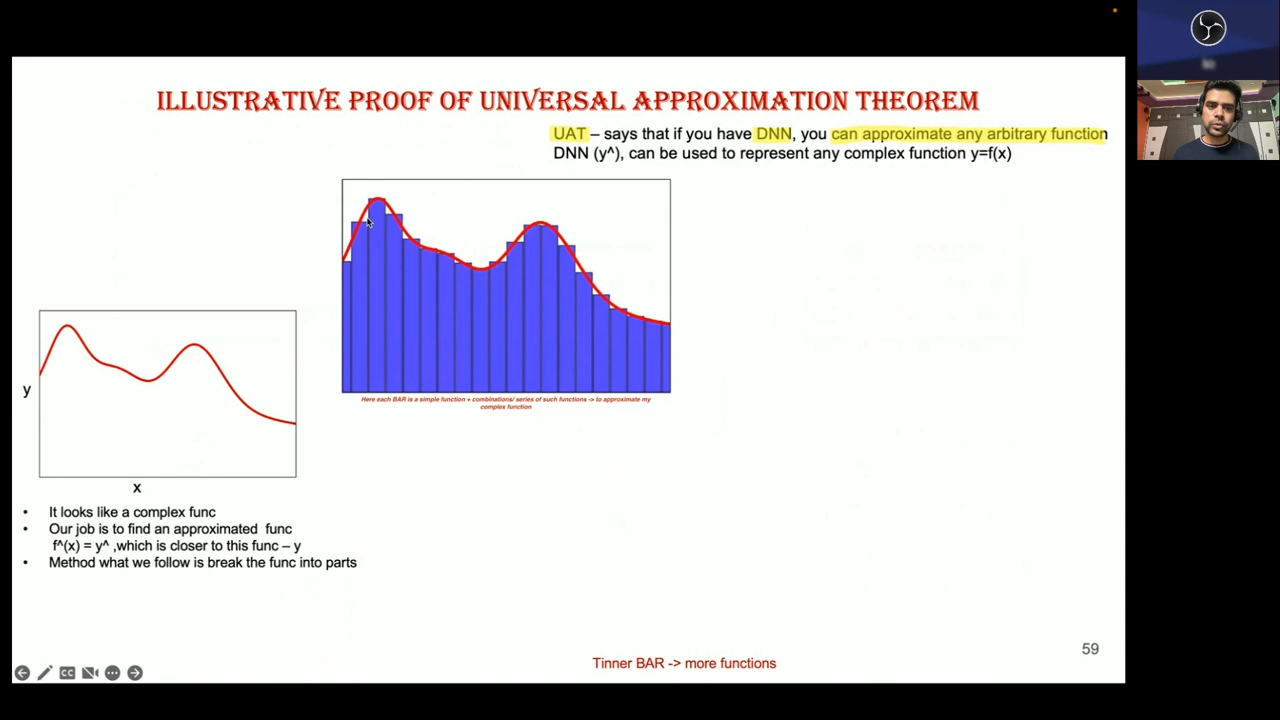 ILLUSTRATIVE PROOF OF UNIVERSAL APPROXIMATION THEOREM
UAT – says that if you have DNN, you can approximate any arbitrary function
DNN (y^), can be used to represent any complex function y=f(x)
Here each BAR is a simple function + combinations/ series of such functions -> to approximate my
complex function
y
x
• It looks like a complex func
• Our job is to find an approximated func
f^(x) = y^ ,which is closer to this func – y
• Method what we follow is break the func into parts
59
Tinner BAR -> more functions
CC